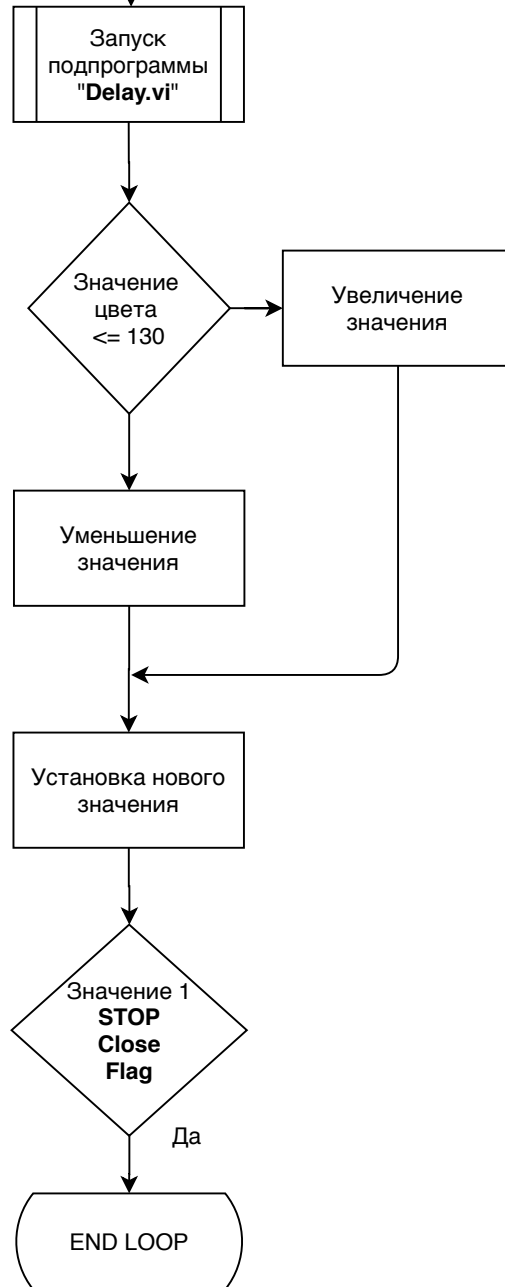 Запуск
подпрограммы
"Delay.vi"
Значение
цвета
<= 130
Увеличение
значения
Уменьшение
значения
Установка нового
значения
Значение 1
STOP
Close
Flag
Да
END LOOP